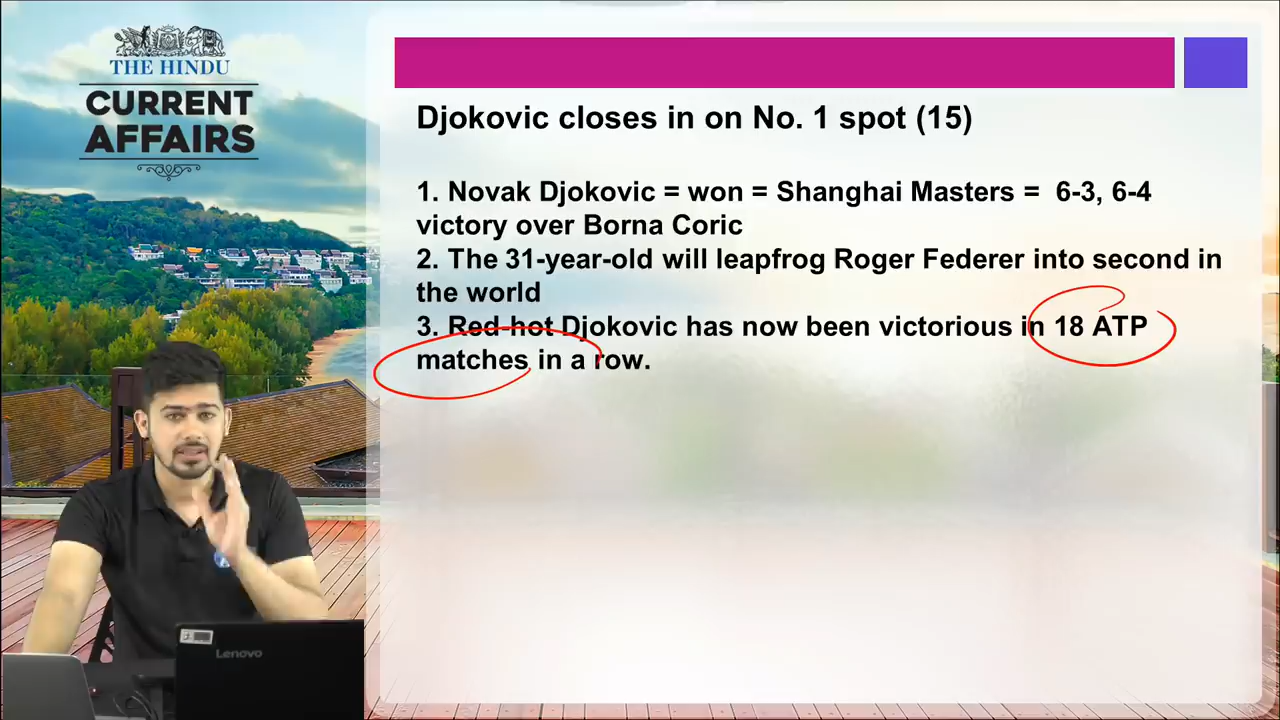 THE HINDU
CURRENT
AFFAIRS
Djokovic closes in on No. 1 spot (15)
1. Novak Djokovic = won = Shanghai Masters = 6-3, 6-4
victory over Borna Coric
2. The 31-year-old will leapfrog Roger Federer into second in
the world
3. Red-hot Djokovic has now been victorious in 18 ATP
matches in a row.
Lenovo